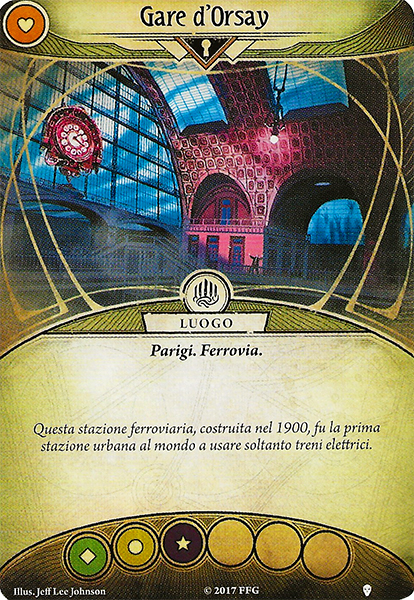 Gare d'Orsay
LUOGO
Parigi. Ferrovia.
Questa stazione ferroviaria, costruita nel 1900, fu la prima
stazione urbana al mondo a usare soltanto treni elettrici.
Illus. Jeff Lee Johnson
© 2017 FFG